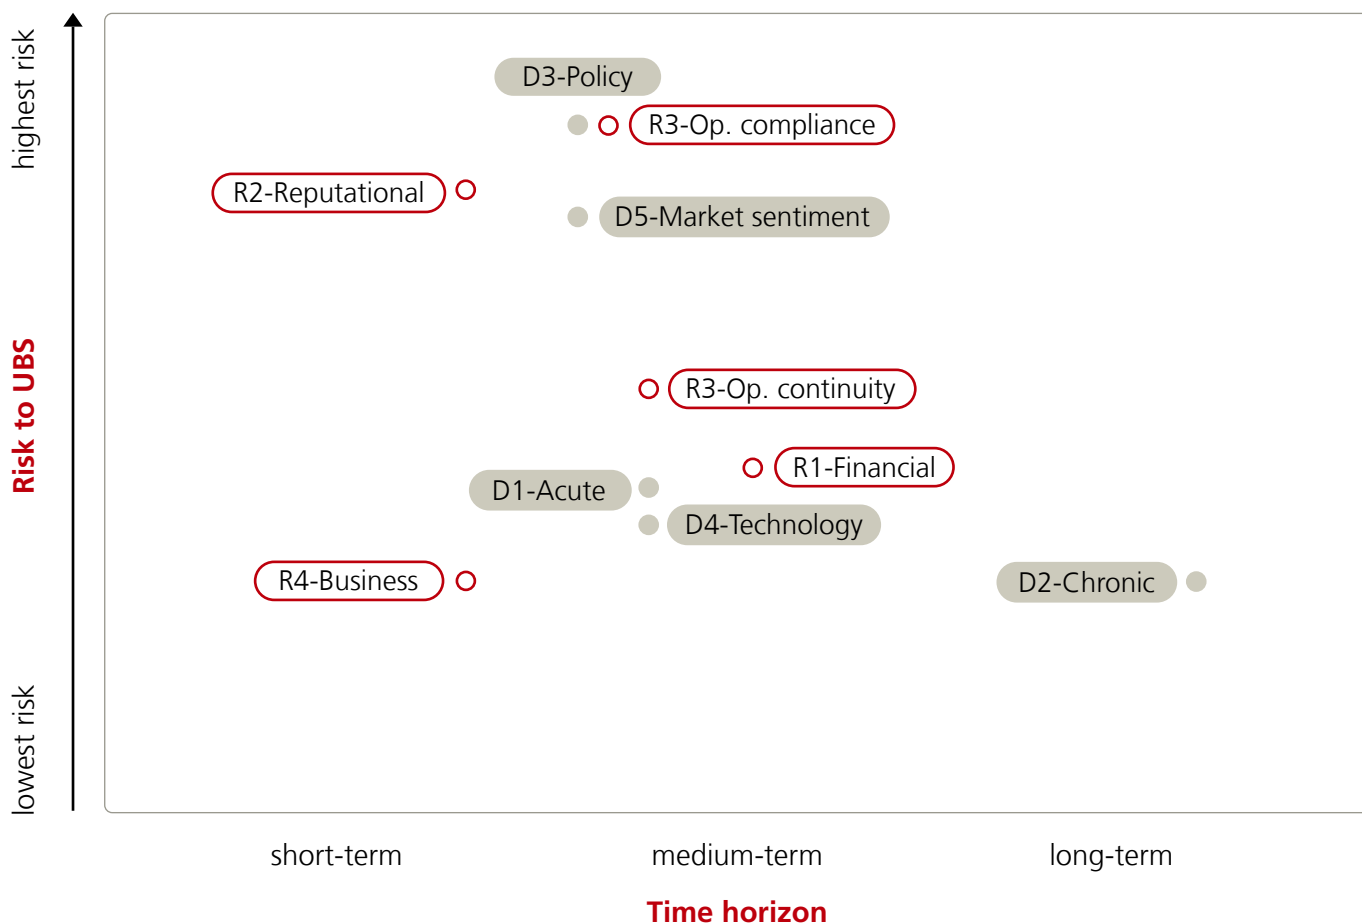 highest risk
Risk to UBS
lowest risk
D3-Policy
R3-Op. compliance
R2-Reputational
D5-Market sentiment
R3-Op. continuity
R1-Financial
D1-Acute
D4-Technology
R4-Business
D2-Chronic
short-term
medium-term
long-term
Time horizon